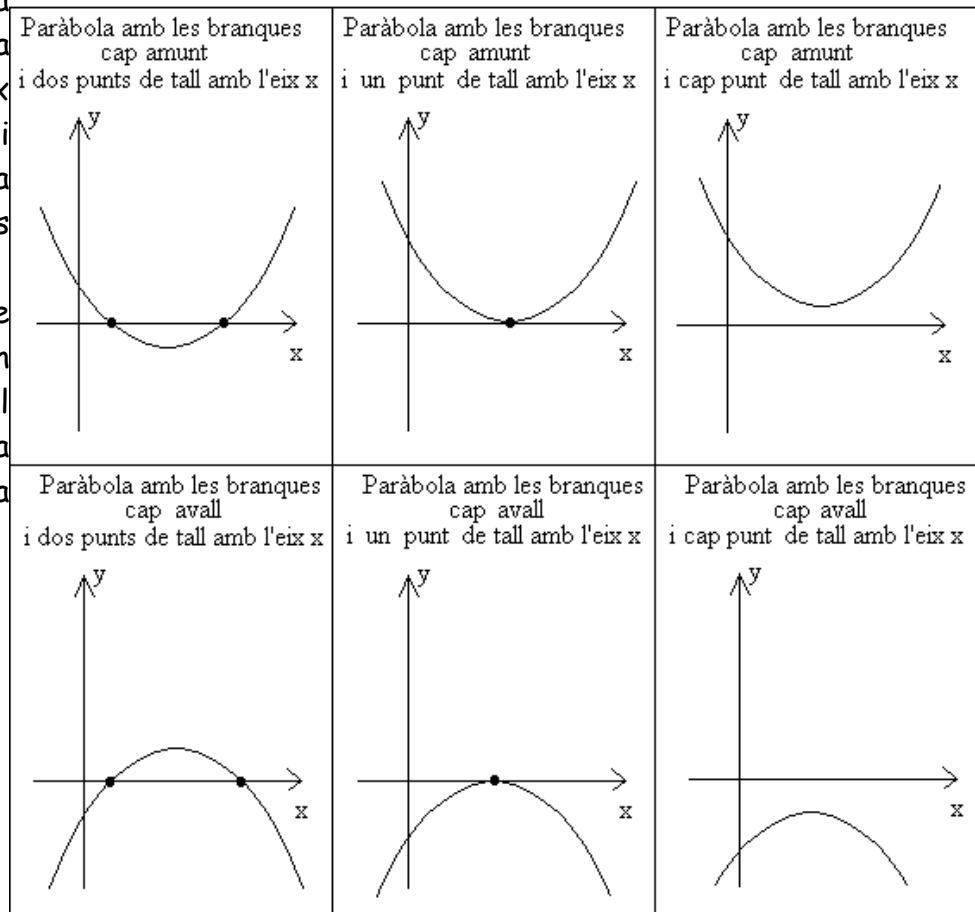 a
a
x
i
a
s
e
n
l
a
a
Paràbola amb les branques
cap amunt
i dos punts de tall amb l'eix x
y
x
Paràbola amb les branques
cap amunt
i un punt de tall amb l'eix x
y
x
Paràbola amb les branques
cap amunt
i cap punt de tall amb l'eix x
y
x
Paràbola amb les branques
cap avall
i dos punts de tall amb l'eix x
y
x
Paràbola amb les branques
cap avall
i un punt de tall amb l'eix x
y
x
Paràbola amb les branques
cap avall
i cap punt de tall amb l'eix x
y
x